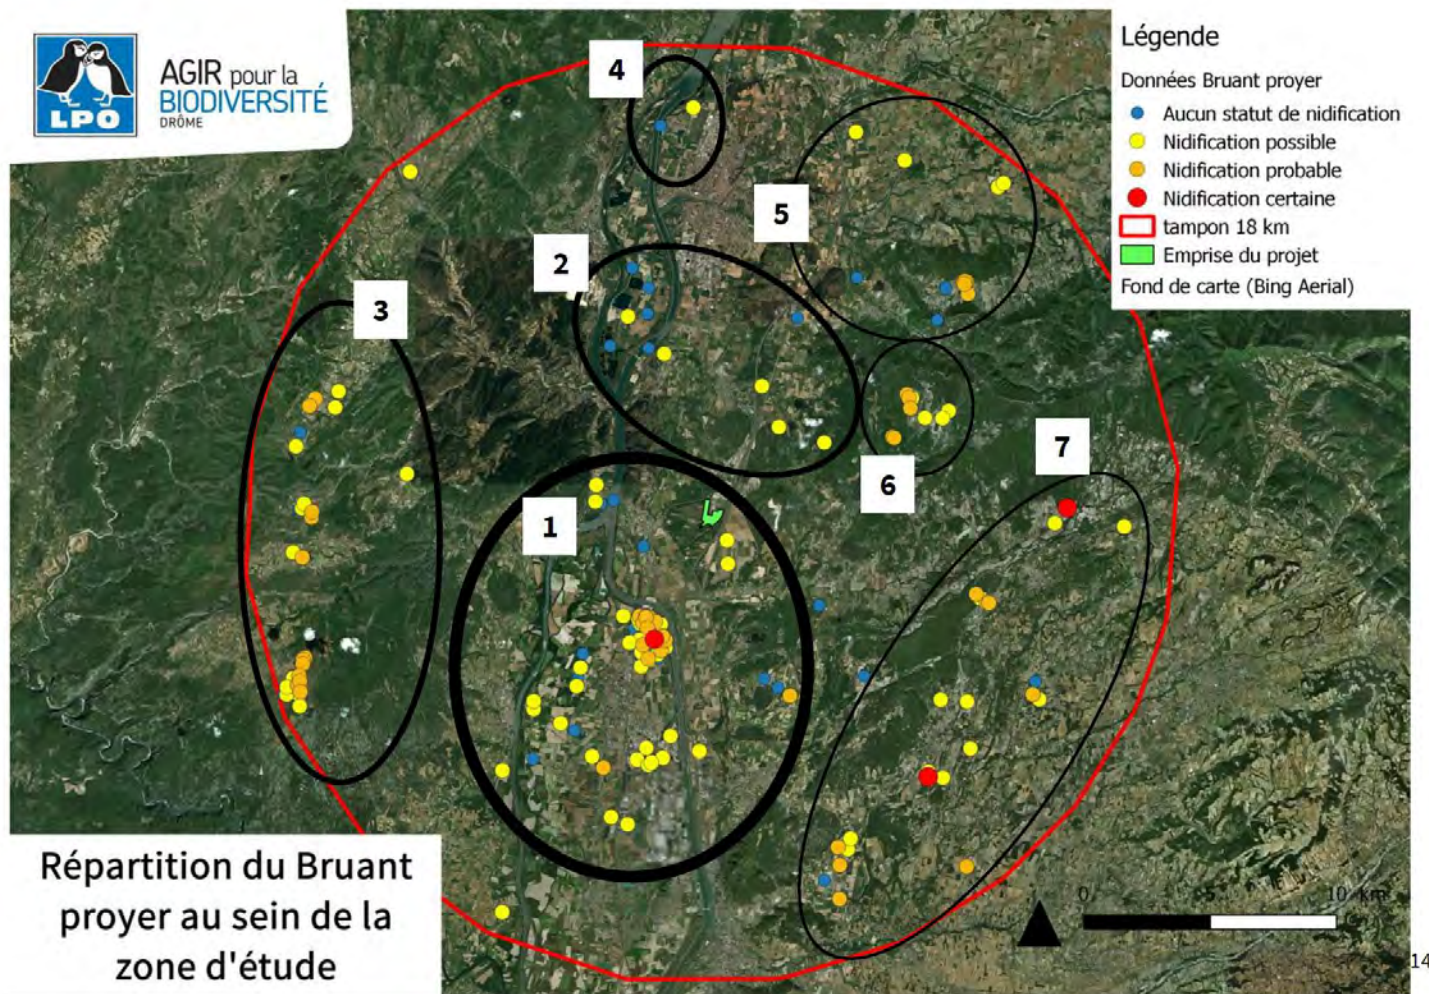 LPO
AGIR pour la
BIODIVERSITÉ
DRÔME
Légende
Données Bruant proyer
Aucun statut de nidification
Nidification possible
Nidification probable
Nidification certaine
tampon 18 km
Emprise du projet
Fond de carte (Bing Aerial)
4
5
2
3
7
6
1
0 5 10 km
Répartition du Bruant
proyer au sein de la
zone d'étude
14